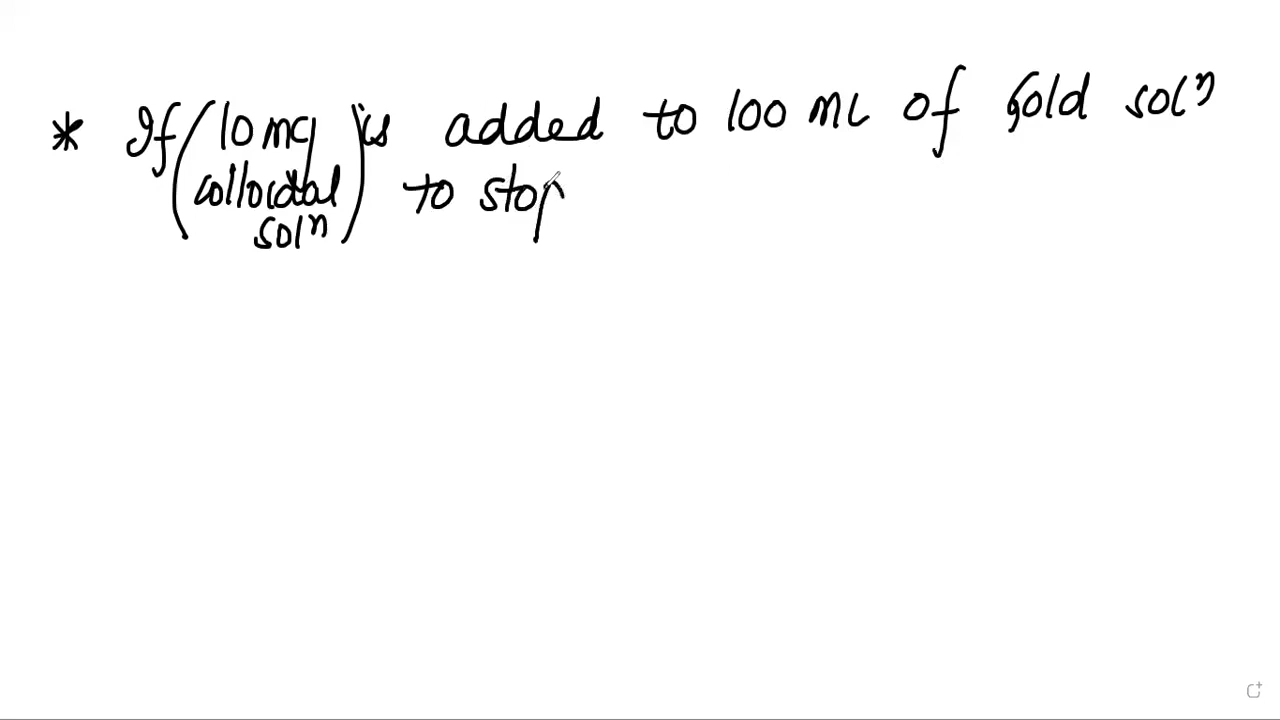 * If (10 mg is added to 100 ML of Gold solⁿ
colloidal) to stop
solⁿ